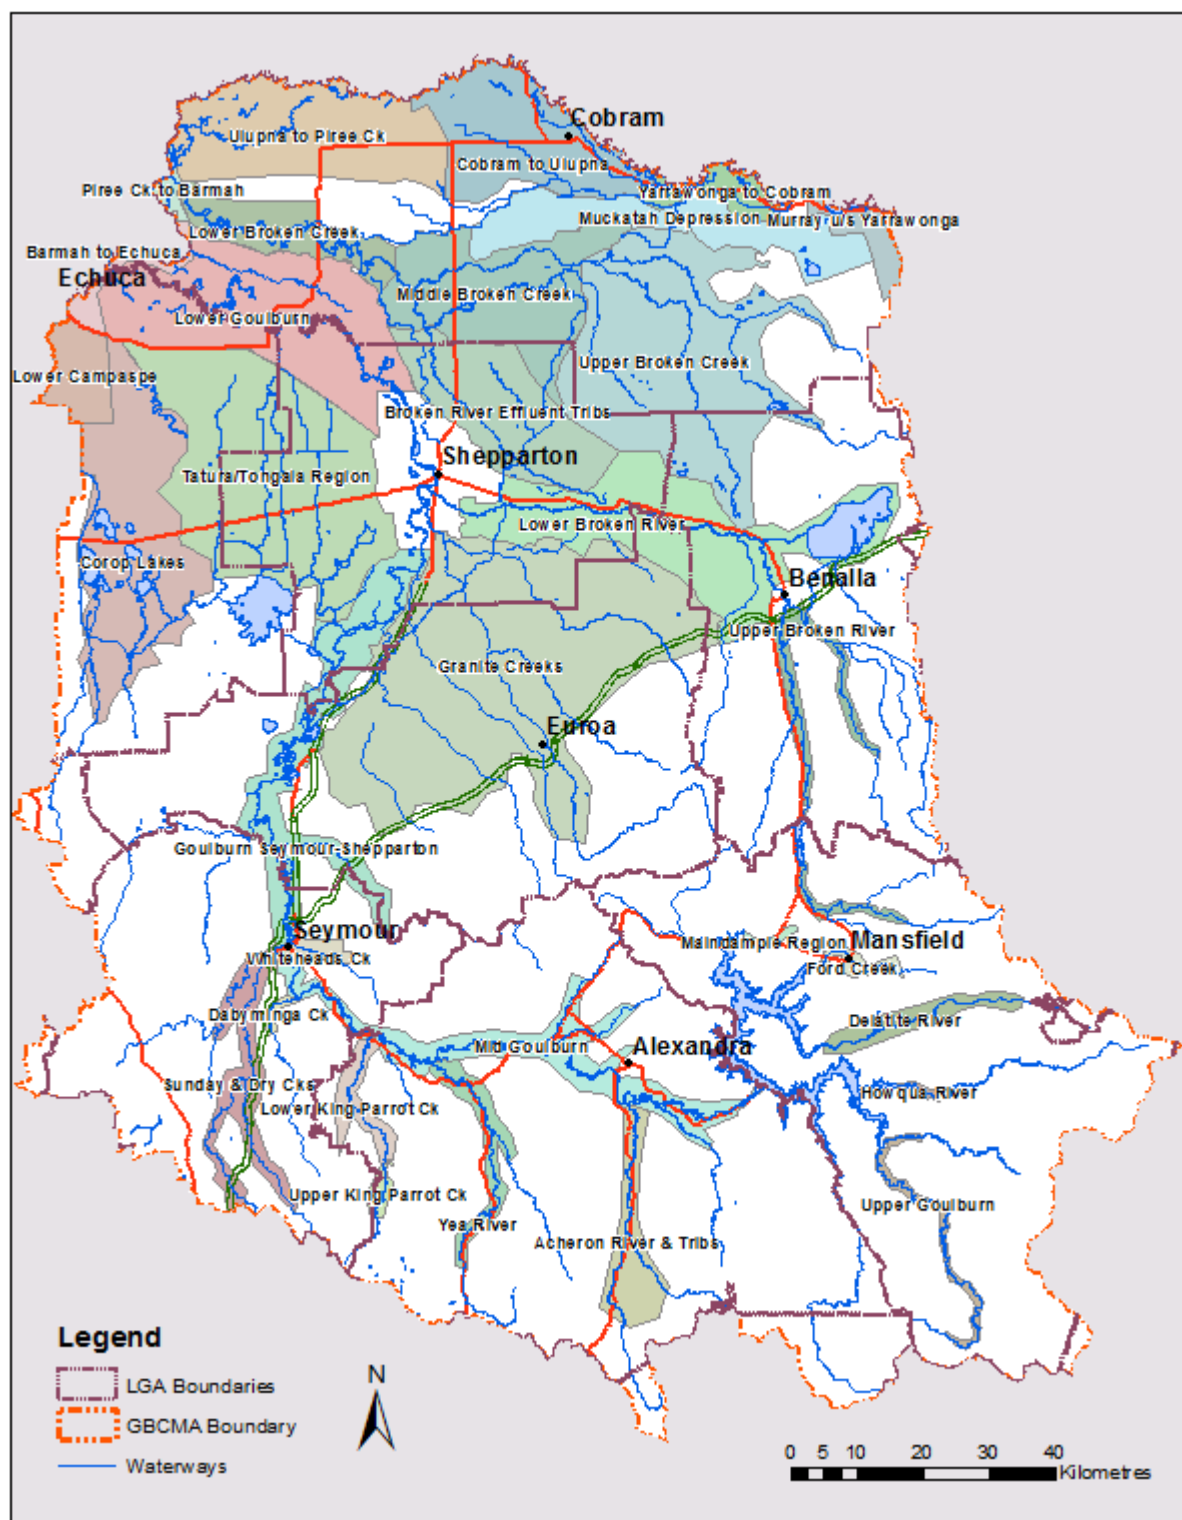 Cobram
Ulupna to Piree Ck
Cobram to Ulupna
Piree Ck to Barmah
Yarrawonga to Cobram
Muckatah Depression
Murray u/s Yarrawonga
Lower Broken Creek
Barmah to Echuca
Echuca
Middle Broken Creek
Lower Goulburn
Upper Broken Creek
Lower Campaspe
Broken River Effluent Tribs
Shepparton
Tatura/Tongala Region
Lower Broken River
Corop Lakes
Benalla
Upper Broken River
Granite Creeks
Euroa
Goulburn Seymour-Shepparton
Seymour
Whiteheads Ck
Maindample Region
Mansfield
Ford Creek
Dabyminga Ck
Delatite River
Mid Goulburn
Alexandra
Sunday & Dry Cks
Howqua River
Lower King Parrot Ck
Upper King Parrot Ck
Upper Goulburn
Yea River
Acheron River & Tribs
Legend
LGA Boundaries
GBCMA Boundary
Waterways
N
0 5 10 20 30 40
Kilometres